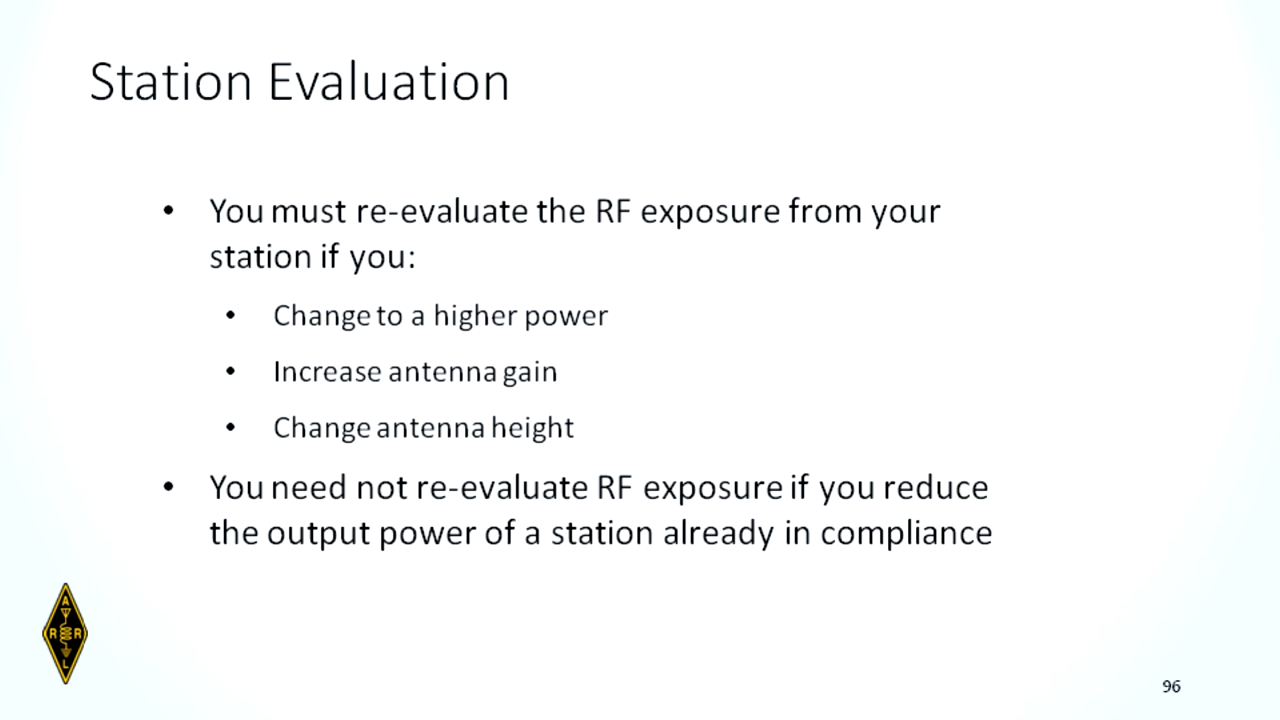 Station Evaluation
• You must re-evaluate the RF exposure from your
station if you:
• Change to a higher power
• Increase antenna gain
• Change antenna height
• You need not re-evaluate RF exposure if you reduce
the output power of a station already in compliance
A
R R
L
96